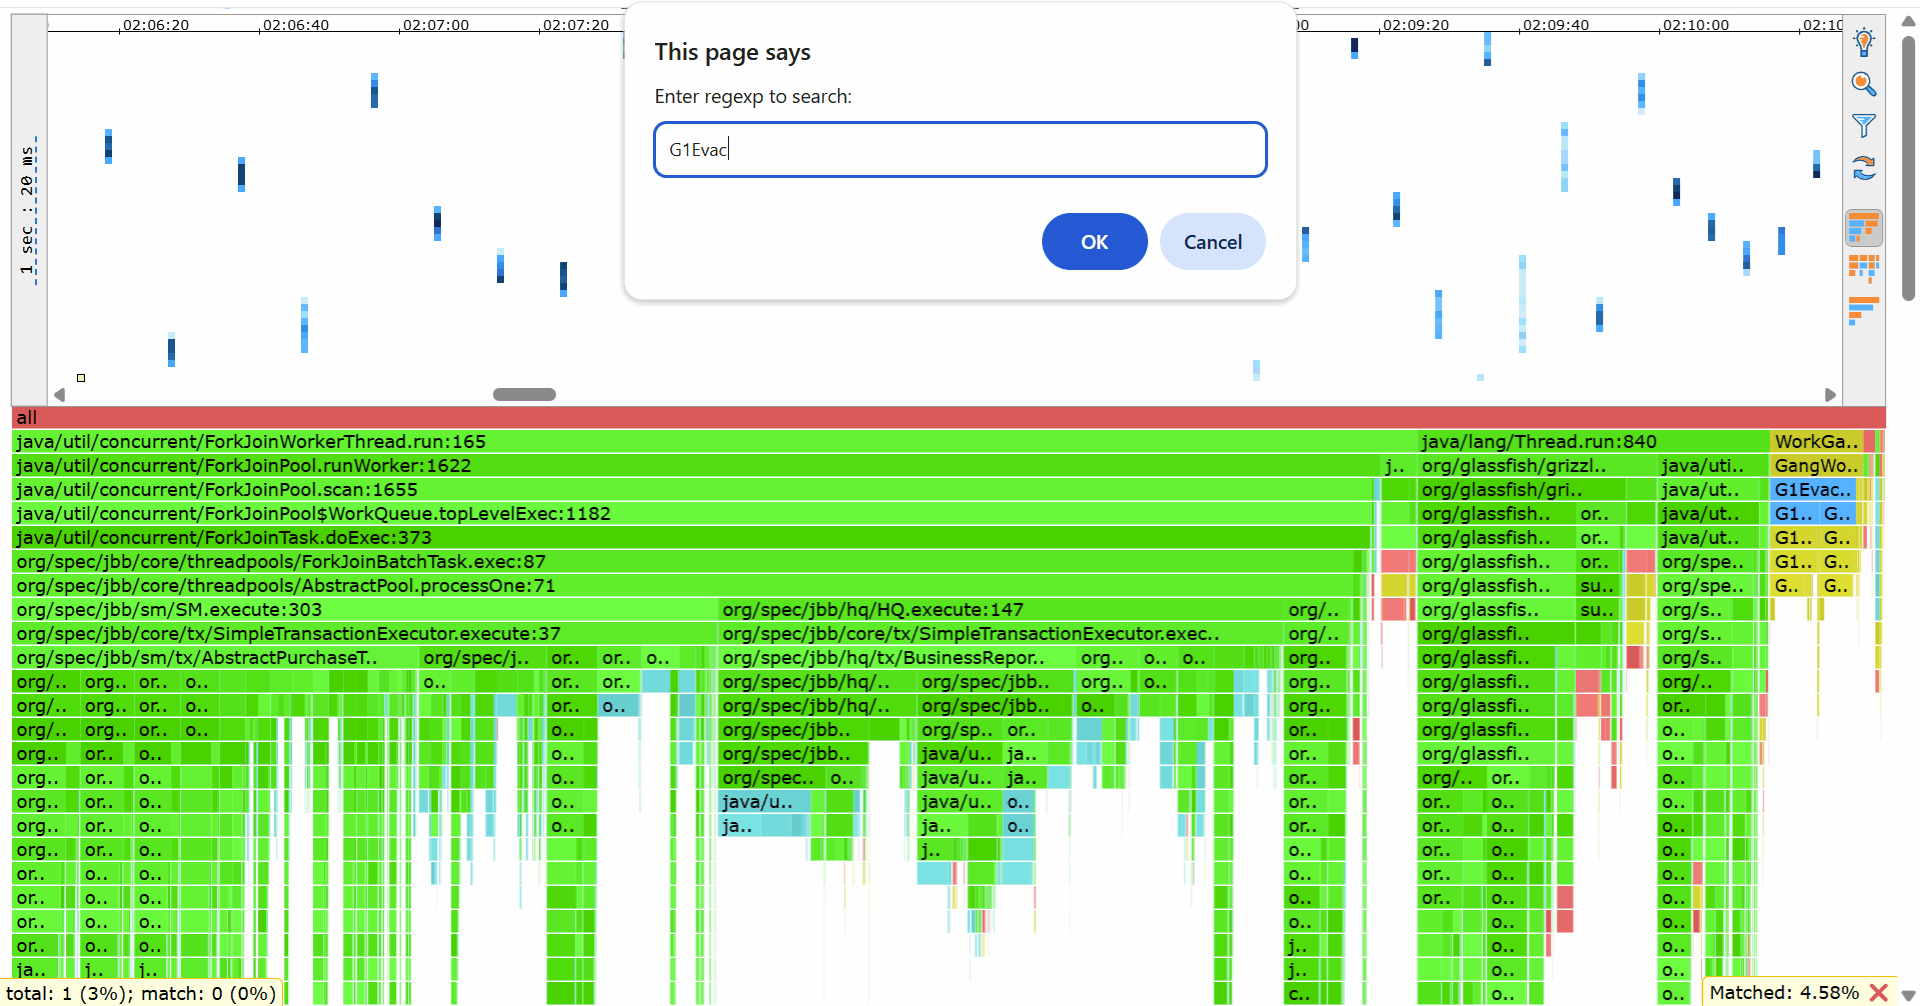 02:06:20 02:06:40 02:07:00 02:07:20 00 02:09:20 02:09:40 02:10:00 02:10
This page says
Enter regexp to search:
G1Evac
OK Cancel
1 sec : 20 ms
all
java/util/concurrent/ForkJoinWorkerThread.run:165 java/lang/Thread.run:840 WorkGa..
java/util/concurrent/ForkJoinPool.runWorker:1622 j.. org/glassfish/grizzl.. java/uti.. GangWo..
java/util/concurrent/ForkJoinPool.scan:1655 org/glassfish/gri.. java/ut.. G1Evac..
java/util/concurrent/ForkJoinPool$WorkQueue.topLevelExec:1182 org/glassfish.. or.. java/ut.. G1.. G..
java/util/concurrent/ForkJoinTask.doExec:373 org/glassfish.. or.. java/ut.. G1.. G..
org/spec/jbb/core/threadpools/ForkJoinBatchTask.exec:87 org/glassfish.. or.. org/spe.. G1.. G..
org/spec/jbb/core/threadpools/AbstractPool.processOne:71 org/glassfish.. su.. org/spe.. G.. G..
org/spec/jbb/sm/SM.execute:303 org/spec/jbb/hq/HQ.execute:147 org/.. org/glassfis.. su.. org/s..
org/spec/jbb/core/tx/SimpleTransactionExecutor.execute:37 org/spec/jbb/core/tx/SimpleTransactionExecutor.exec.. org/.. org/glassfi.. org/s..
org/spec/jbb/sm/tx/AbstractPurchaseT.. org/spec/j.. or.. or.. o.. org/spec/jbb/hq/tx/BusinessRepor.. org.. o.. o.. org.. org/glassfi.. org/s..
org/.. org.. or.. o.. o.. or.. or.. org/spec/jbb/hq/.. org/spec/jbb.. org.. o.. org.. org/glassfi.. org/..
org/.. org.. or.. o.. or.. o.. org/spec/jbb/hq/.. org/spec/jbb.. o.. org.. org/glassfi.. or..
org/.. org.. or.. o.. o.. org/spec/jbb.. org/sp.. or.. or.. org/glassfi.. o..
org.. or.. o.. o.. org/spec/jbb.. java/u.. ja.. or.. org/glassfi.. o..
org.. or.. o.. o.. org/spec.. o.. java/u.. ja.. or.. org/.. or.. o..
org.. or.. o.. o.. java/u.. java/u.. o.. or.. or.. o.. o..
org.. or.. o.. o.. ja.. ja.. o.. or.. or.. o.. o..
org.. or.. o.. j.. o.. or.. o.. o..
or.. o.. o.. o.. or.. o.. o..
or.. o.. o.. o.. or.. o.. o..
or.. o.. o.. o.. o.. o..
or.. o.. o.. j.. o.. o..
ja.. j.. j.. j.. o.. o..
c.. o.. o..
total: 1 (3%); match: 0 (0%) Matched: 4.58%